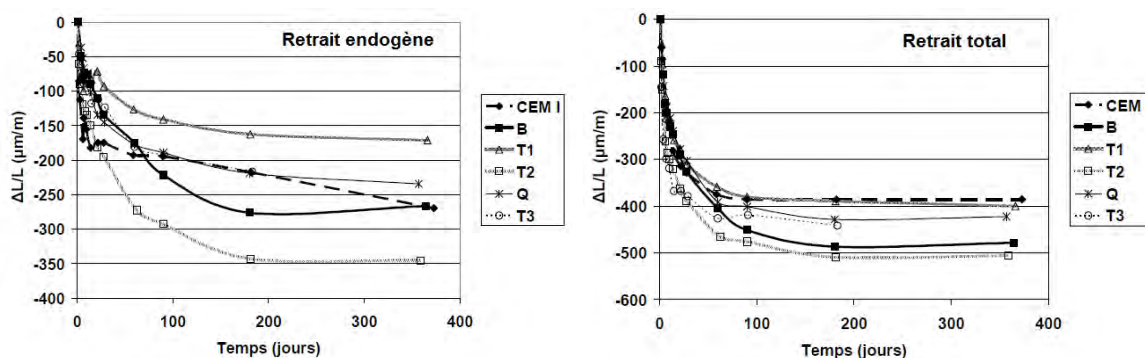 Retrait endogène
0
-50
-100
-150
-200
-250
-300
-350
-400
ΔL/L (µm/m)
0
100
200
300
400
Temps (jours)
CEM I
B
T1
T2
Q
T3
Retrait total
0
-100
-200
-300
-400
-500
-600
ΔL/L (µm/m)
0
100
200
300
400
Temps (jours)
CEM
B
T1
T2
Q
T3